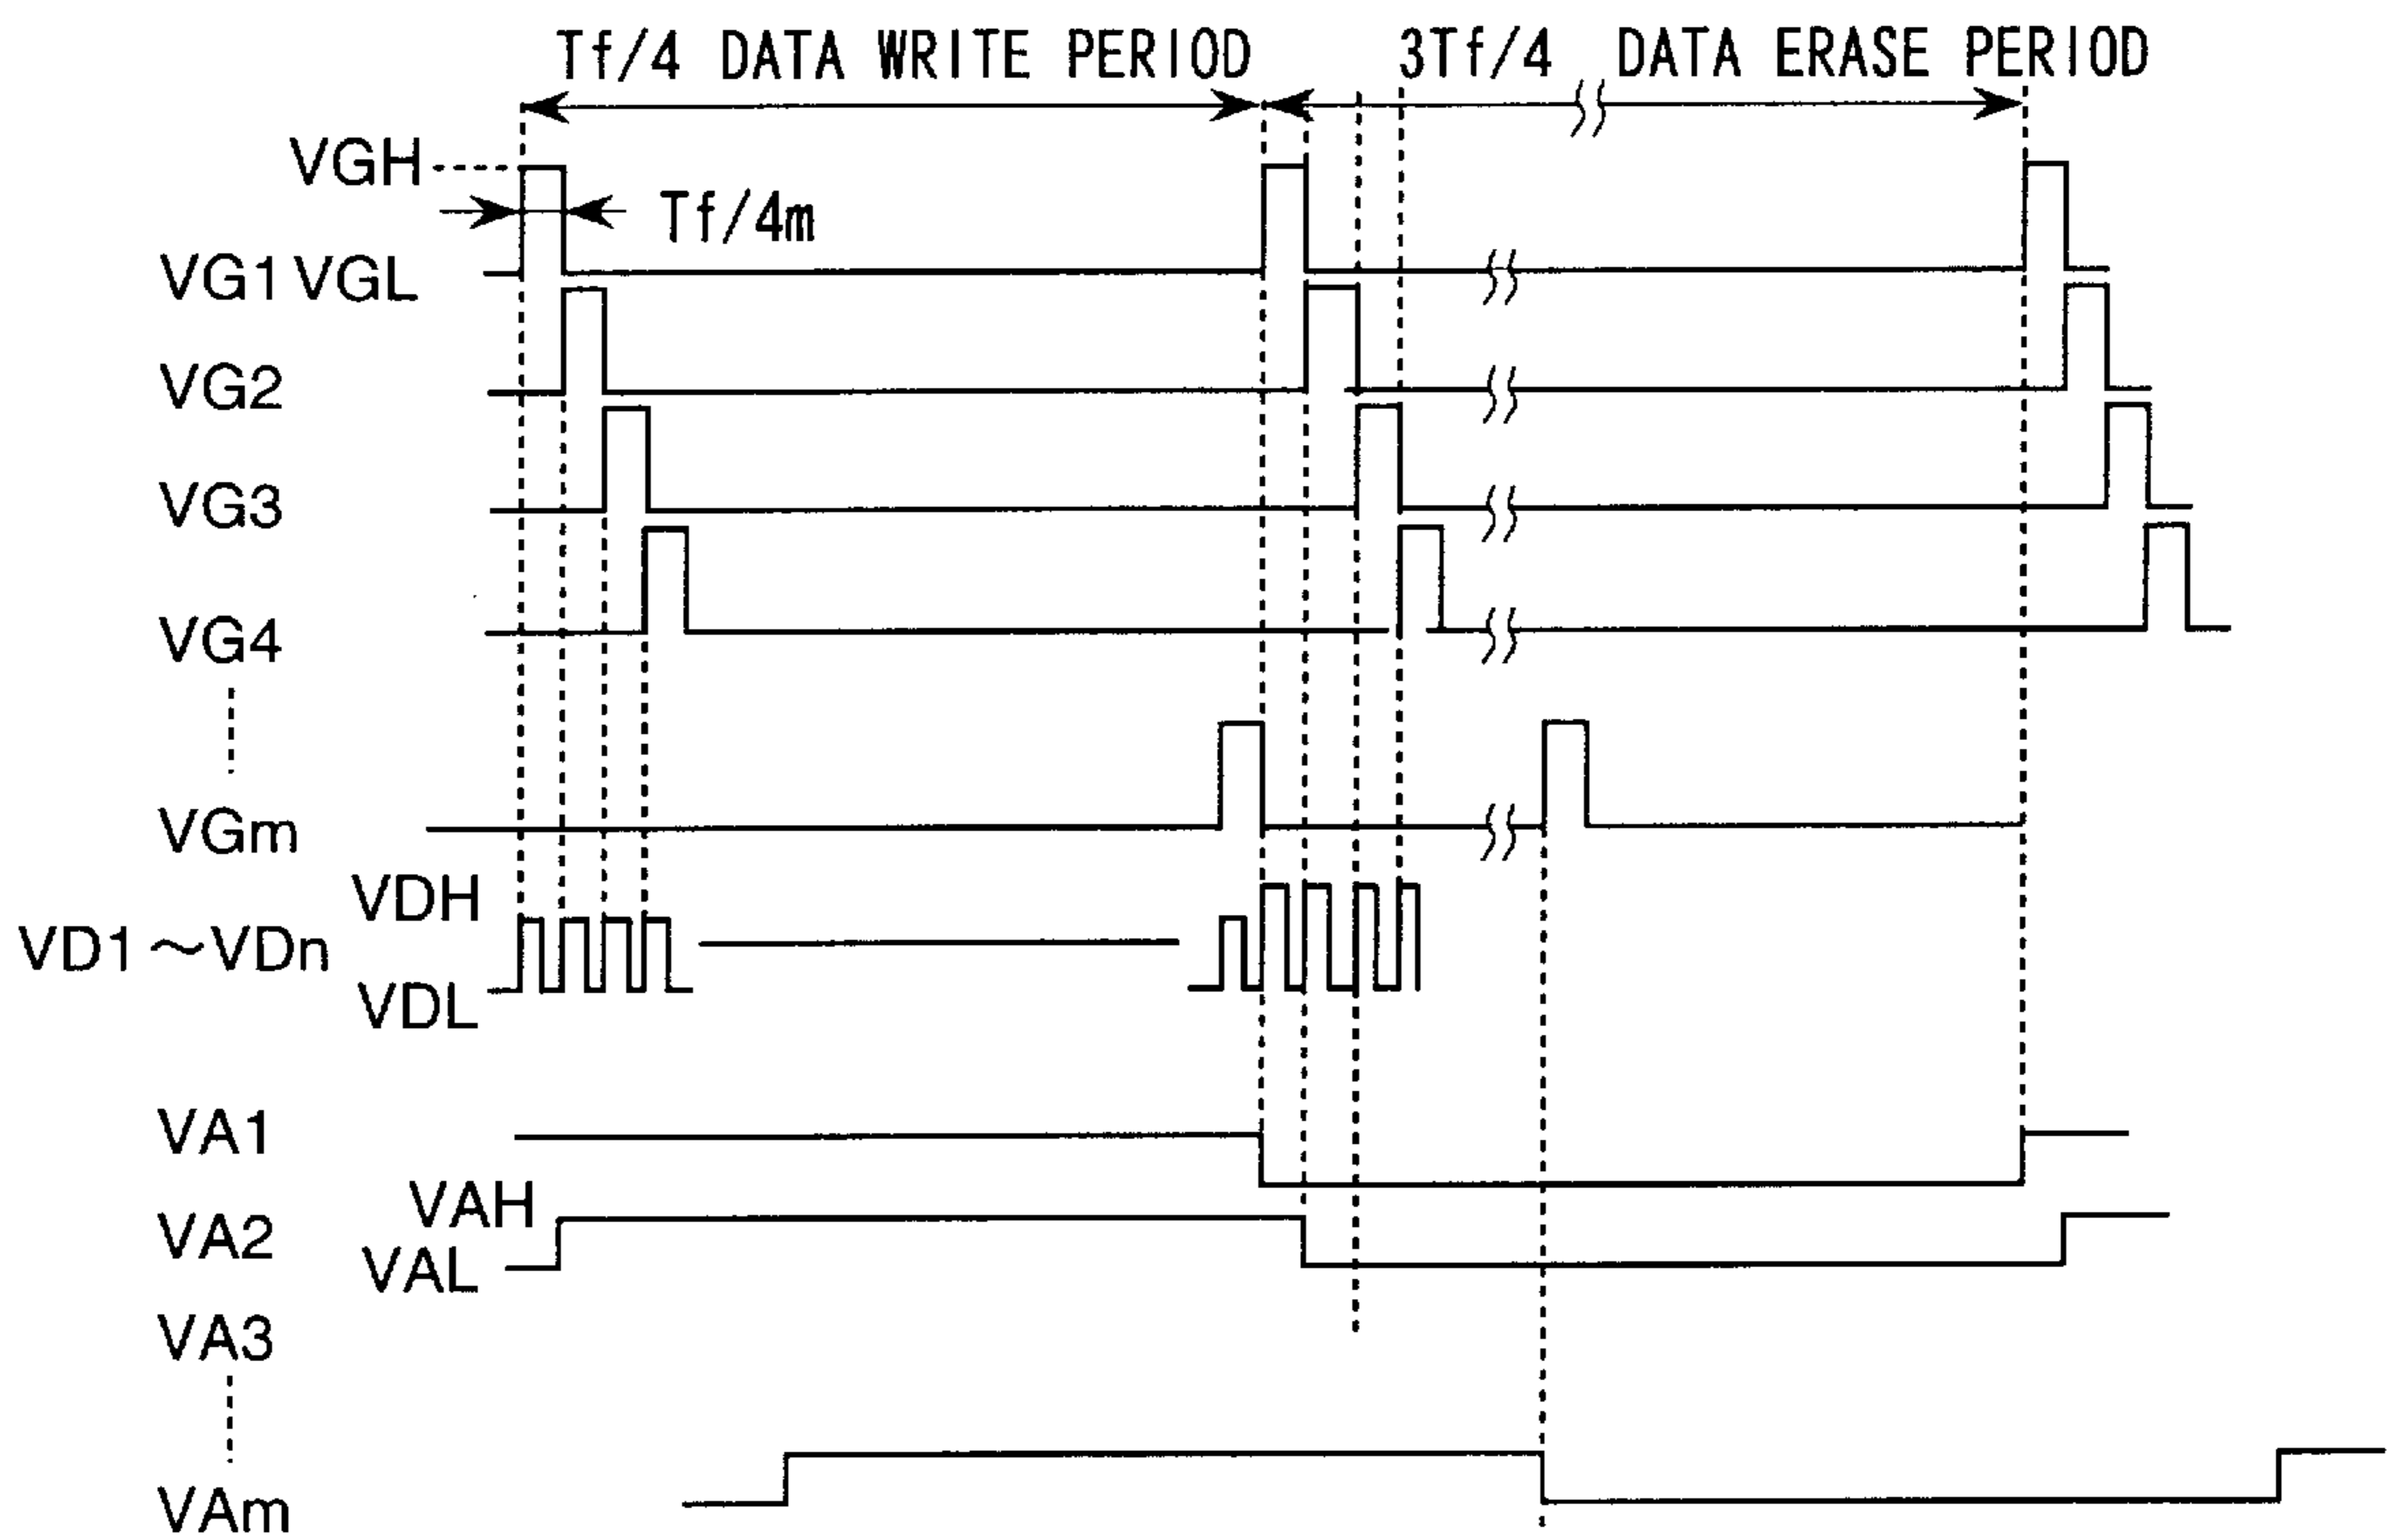 Tf/4 DATA WRITE PERIOD
3Tf/4 DATA ERASE PERIOD
VGH
Tf/4m
VG1 VGL
VG2
VG3
VG4
VGm
VDH
VD1～VDn
VDL
VA1
VAH
VA2
VAL
VA3
VAm